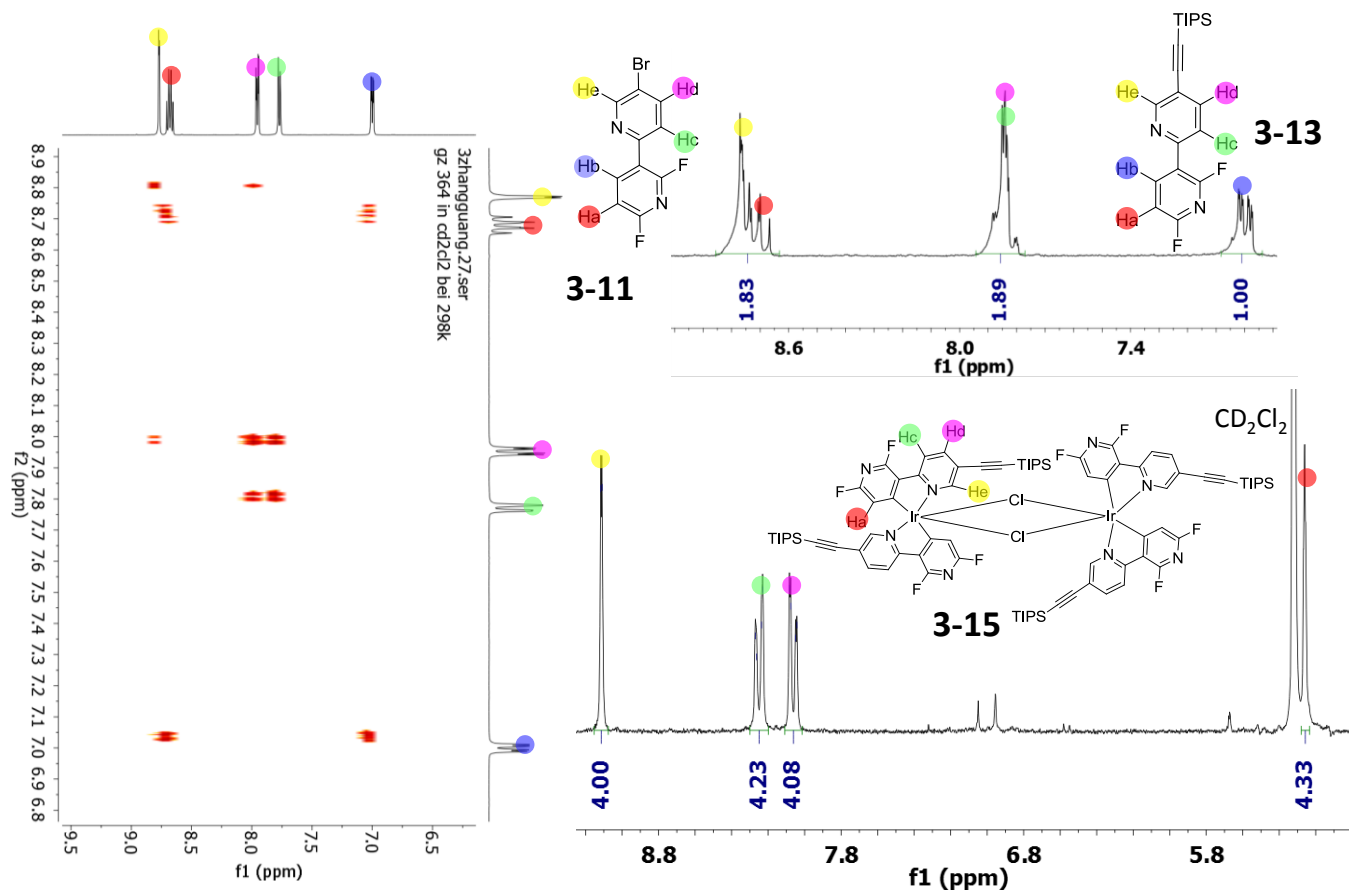 8.9
8.8
8.7
8.6
8.5
8.4
8.3
8.2
8.1
8.0
7.9
7.8
7.7
7.6
7.5
7.4
7.3
7.2
7.1
7.0
6.9
6.8
f2 (ppm)
9.5
9.0
8.5
8.0
7.5
7.0
6.5
f1 (ppm)
3zhangguang.27.ser
gz 364 in cd2cl2 bei 298k
Br
He
Hd
N
Hc
Hb
F
N
Ha
F
3-11
TIPS
He
Hd
N
Hc
3-13
Hb
F
N
Ha
F
1.83
1.89
1.00
8.6
8.0
7.4
f1 (ppm)
CD2Cl2
Hc
Hd
F
N
TIPS
F
N
He
Ha
Ir
Cl
Cl
Ir
N
F
F
N
TIPS
TIPS
N
F
N
F
N
F
N
F
TIPS
3-15
4.00
4.23
4.08
4.33
8.8
7.8
6.8
5.8
f1 (ppm)